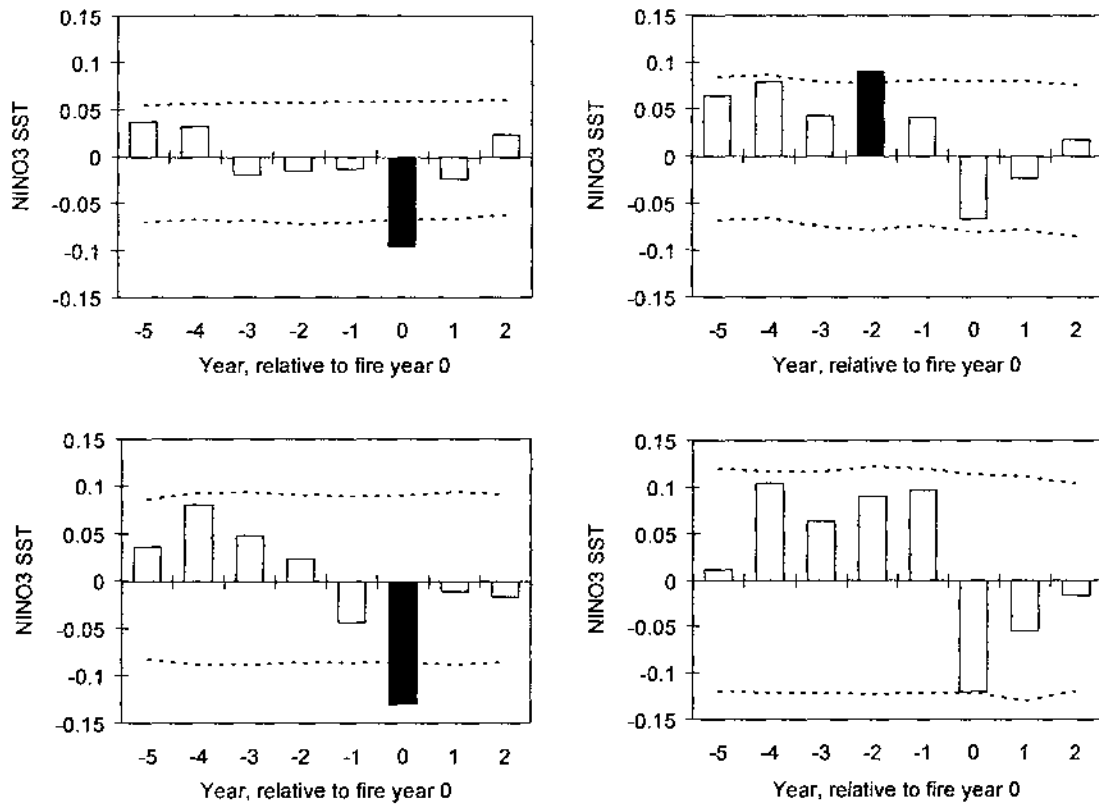 0.15
0.1
0.05
0
-0.05
-0.1
-0.15
NINO3 SST
-5 -4 -3 -2 -1 0 1 2
Year, relative to fire year 0
0.15
0.1
0.05
0
-0.05
-0.1
-0.15
NINO3 SST
-5 -4 -3 -2 -1 0 1 2
Year, relative to fire year 0
0.15
0.1
0.05
0
-0.05
-0.1
-0.15
NINO3 SST
-5 -4 -3 -2 -1 0 1 2
Year, relative to fire year 0
0.15
0.1
0.05
0
-0.05
-0.1
-0.15
NINO3 SST
-5 -4 -3 -2 -1 0 1 2
Year, relative to fire year 0